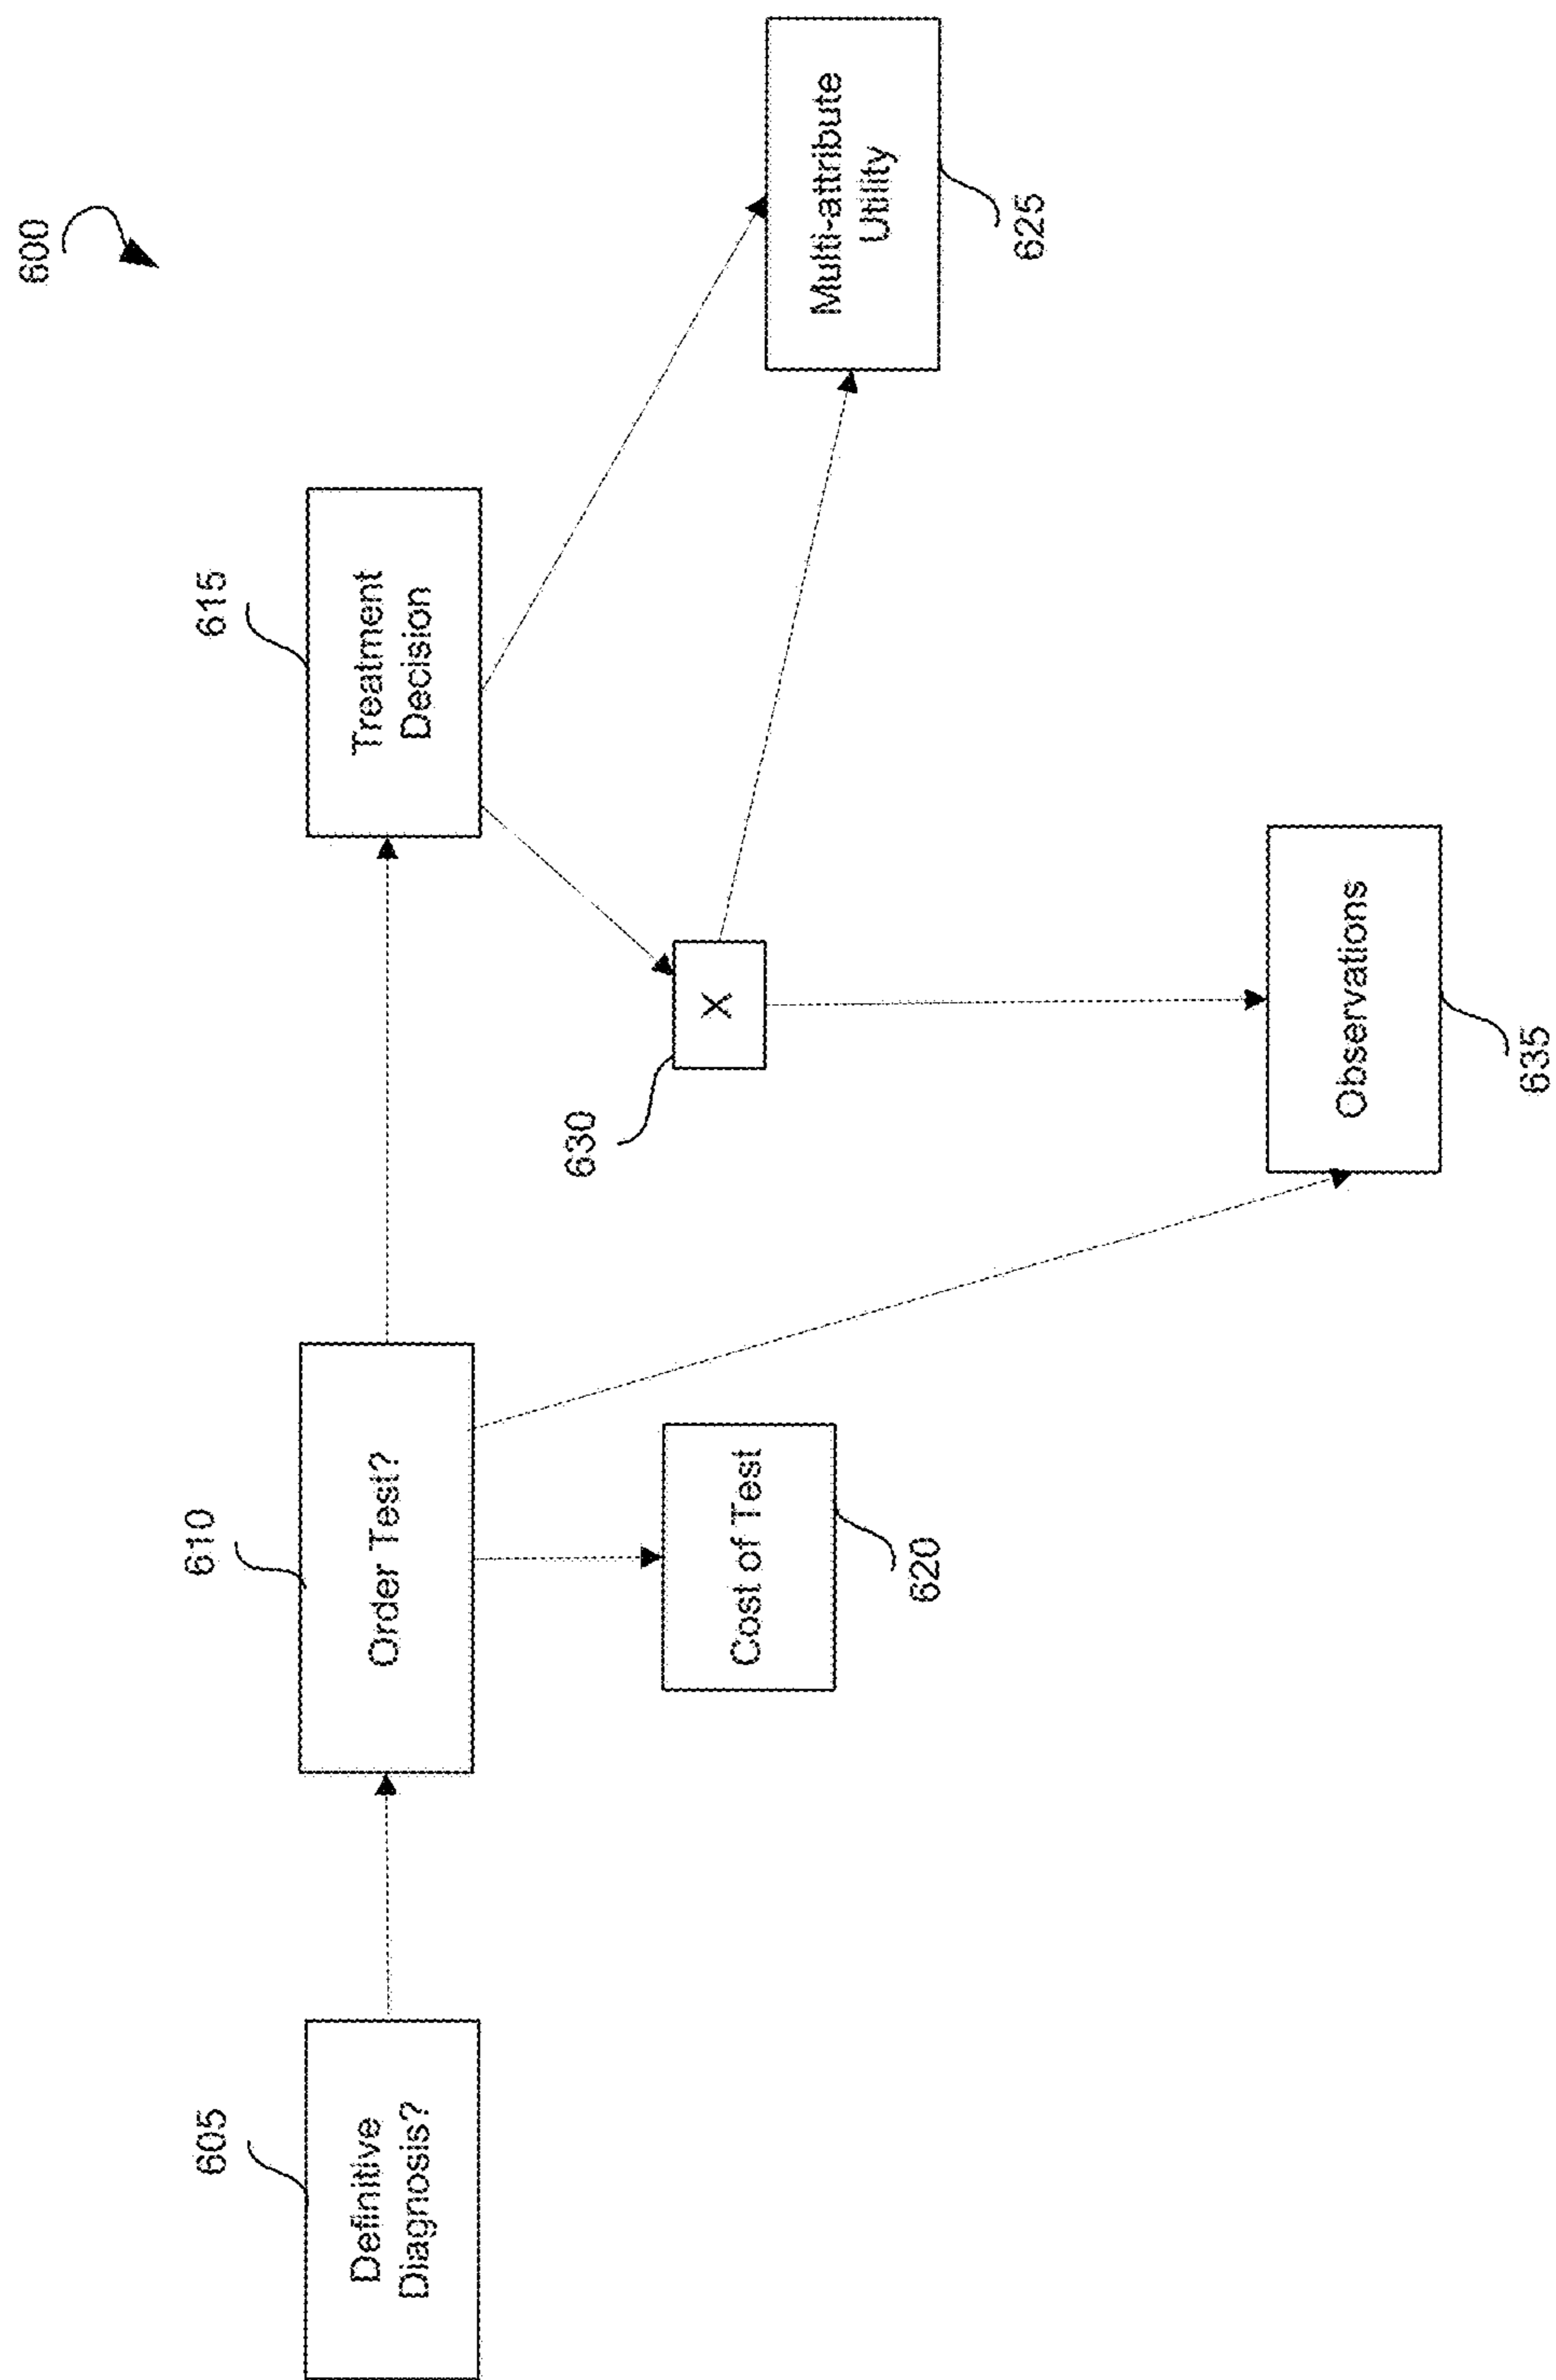 600
605
Definitive
Diagnosis?
610
Order Test?
615
Treatment
Decision
Cost of Test
620
630
X
Multi-attribute
Utility
625
Observations
635